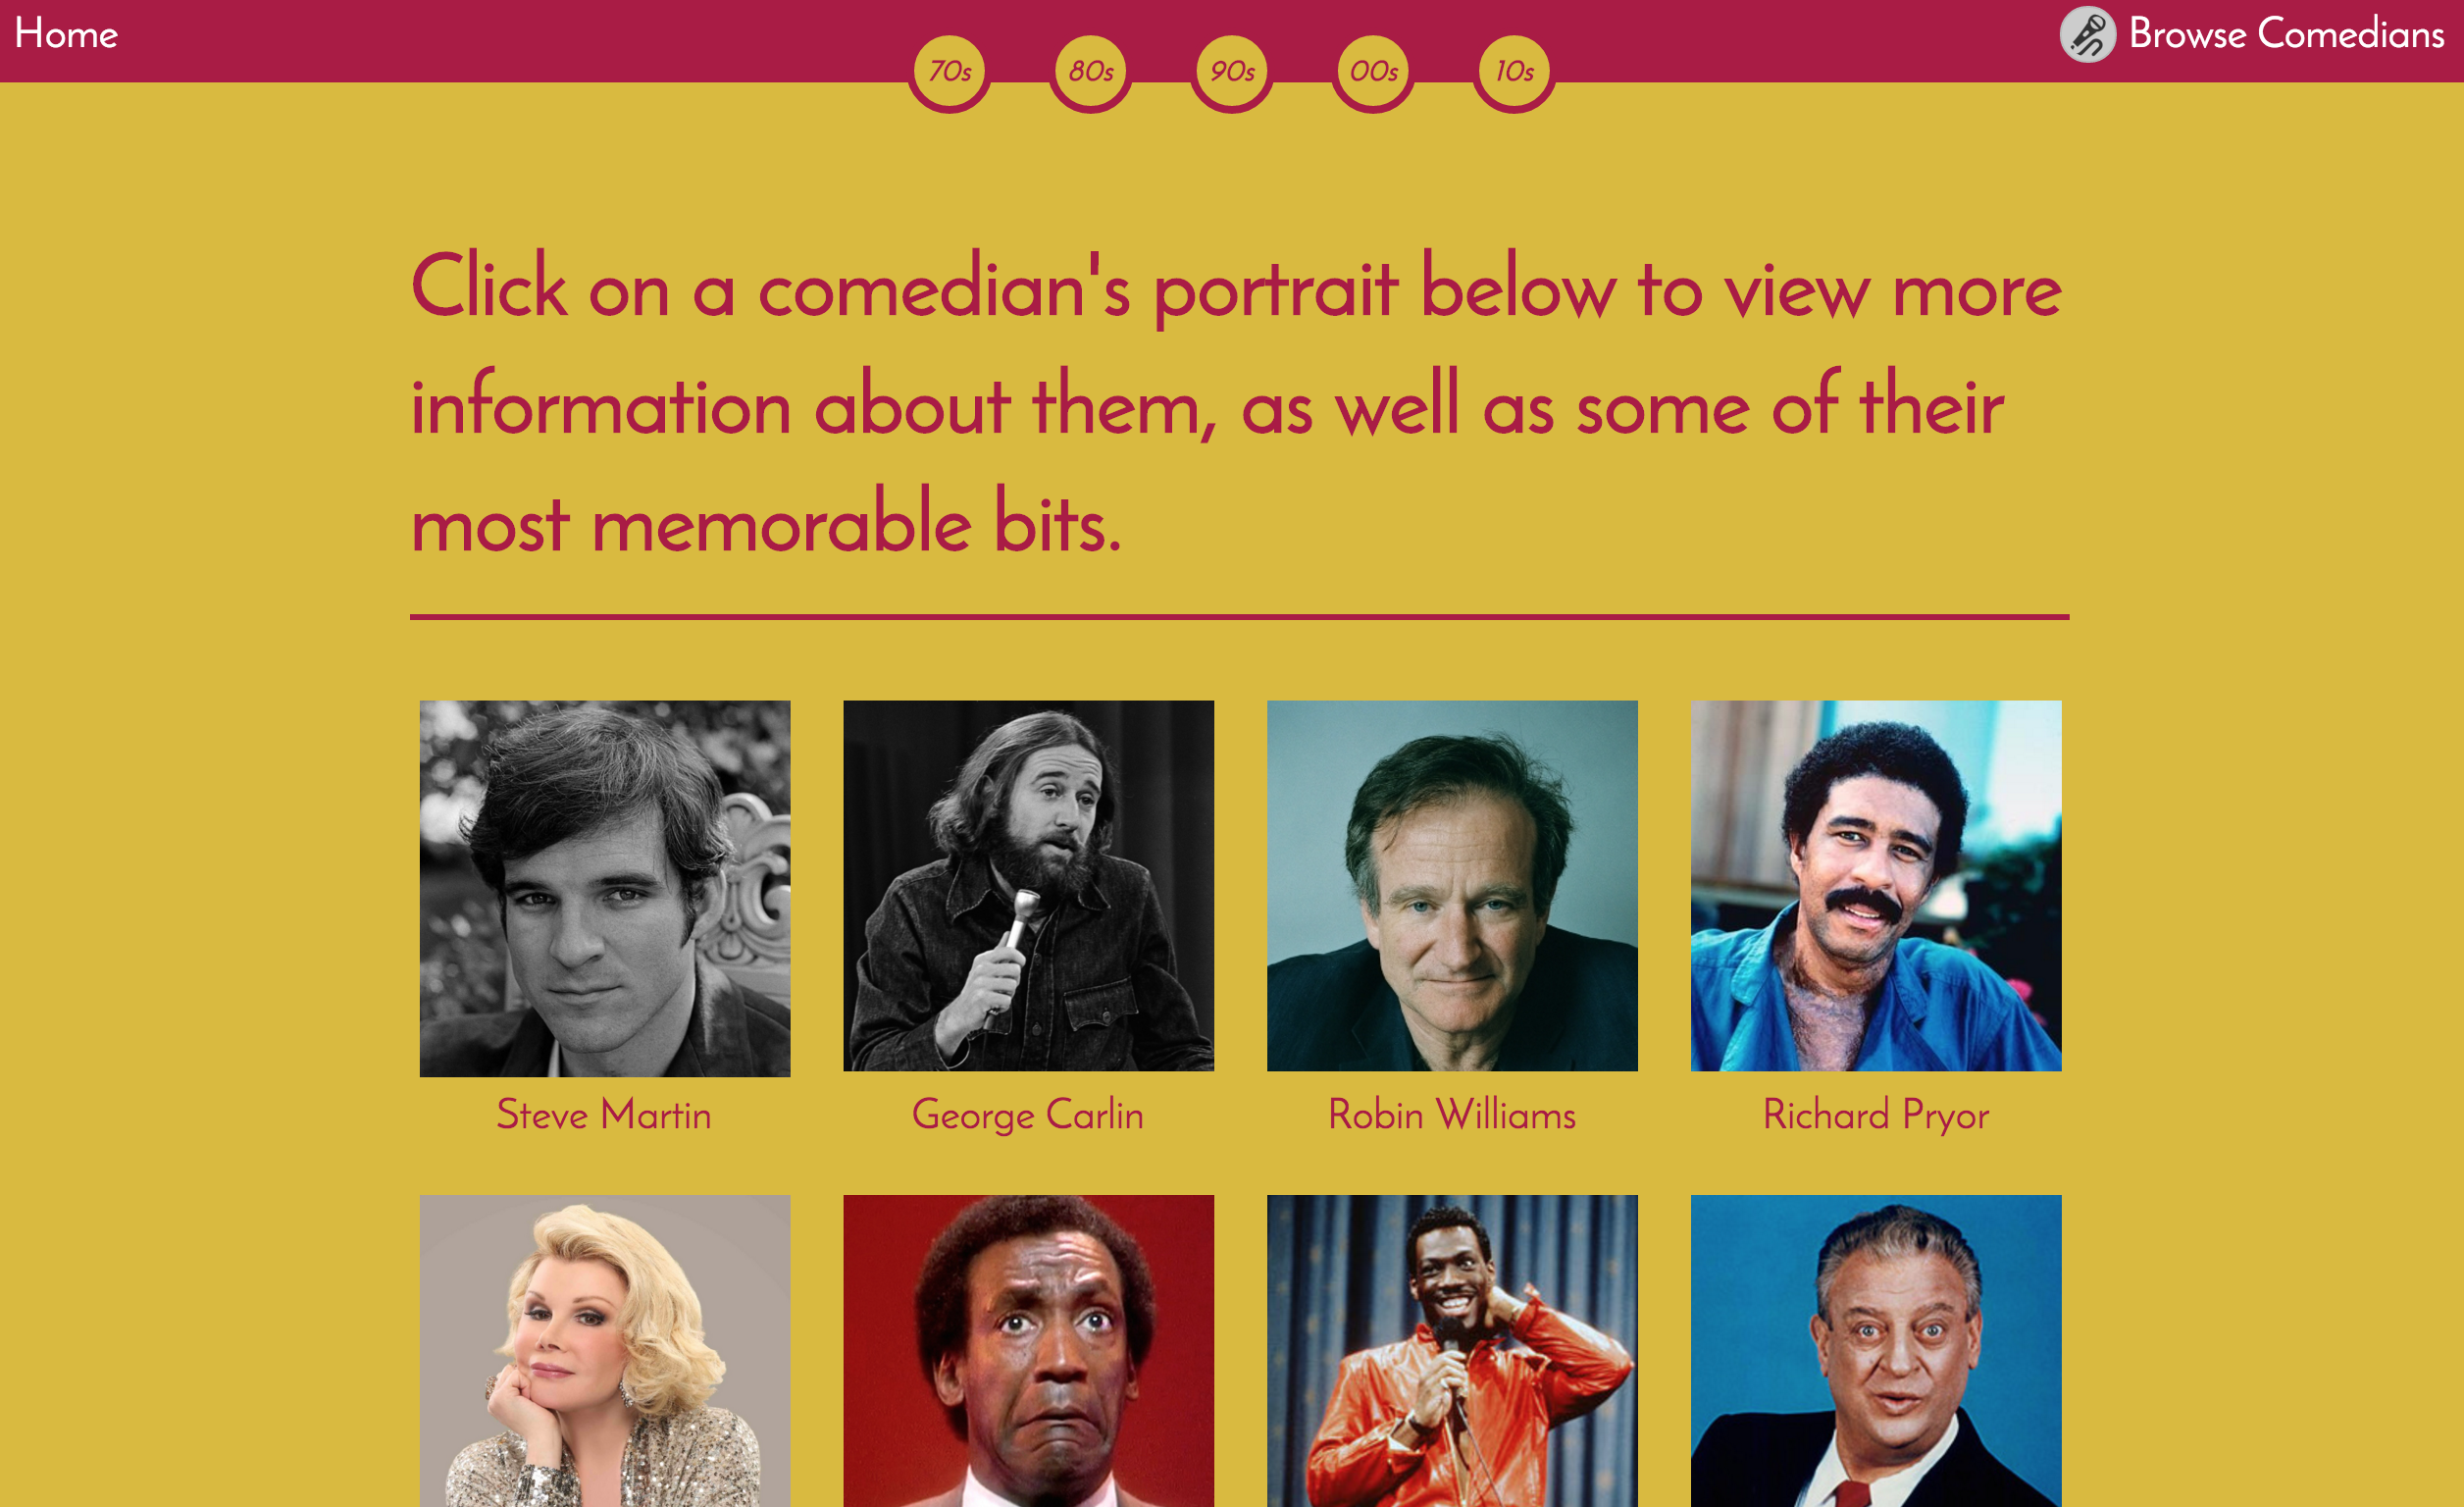 Home
70s
80s
90s
00s
10s
Browse Comedians
Click on a comedian's portrait below to view more
information about them, as well as some of their
most memorable bits.
Steve Martin
George Carlin
Robin Williams
Richard Pryor